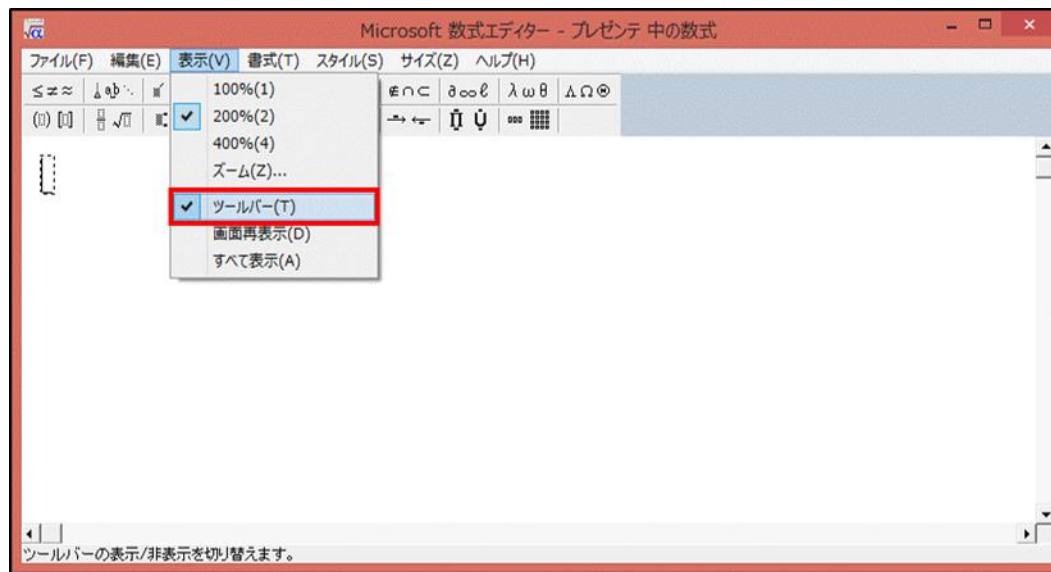 Microsoft 数式エディター - プレゼンテ 中の数式
ファイル(F) 編集(E) 表示(V) 書式(T) スタイル(S) サイズ(Z) ヘルプ(H)
≤≠≈ ∉∩⊂ ∂∞ℓ λωθ ΛΩ⊗
100%(1)
200%(2)
400%(4)
ズーム(Z)...
ツールバー(T)
画面再表示(D)
すべて表示(A)
ツールバーの表示/非表示を切り替えます。